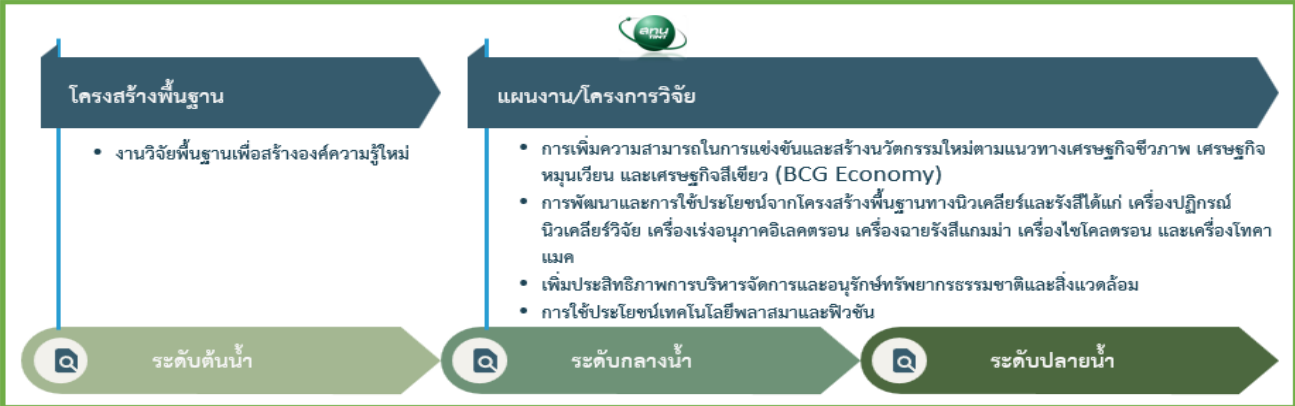 สทน
TINT
โครงสร้างพื้นฐาน
แผนงาน/โครงการวิจัย
• งานวิจัยพื้นฐานเพื่อสร้างองค์ความรู้ใหม่
• การเพิ่มความสามารถในการแข่งขันและสร้างนวัตกรรมใหม่ตามแนวทางเศรษฐกิจชีวภาพ เศรษฐกิจ
หมุนเวียน และเศรษฐกิจสีเขียว (BCG Economy)
• การพัฒนาและการใช้ประโยชน์จากโครงสร้างพื้นฐานทางนิวเคลียร์และรังสีได้แก่ เครื่องปฏิกรณ์
นิวเคลียร์วิจัย เครื่องเร่งอนุภาคอิเลคตรอน เครื่องฉายรังสีแกมม่า เครื่องไซโคลตรอน และเครื่องโทคา
แมค
• เพิ่มประสิทธิภาพการบริหารจัดการและอนุรักษ์ทรัพยากรธรรมชาติและสิ่งแวดล้อม
• การใช้ประโยชน์เทคโนโลยีพลาสมาและฟิวชัน
ระดับต้นน้ำ
ระดับกลางน้ำ
ระดับปลายน้ำ